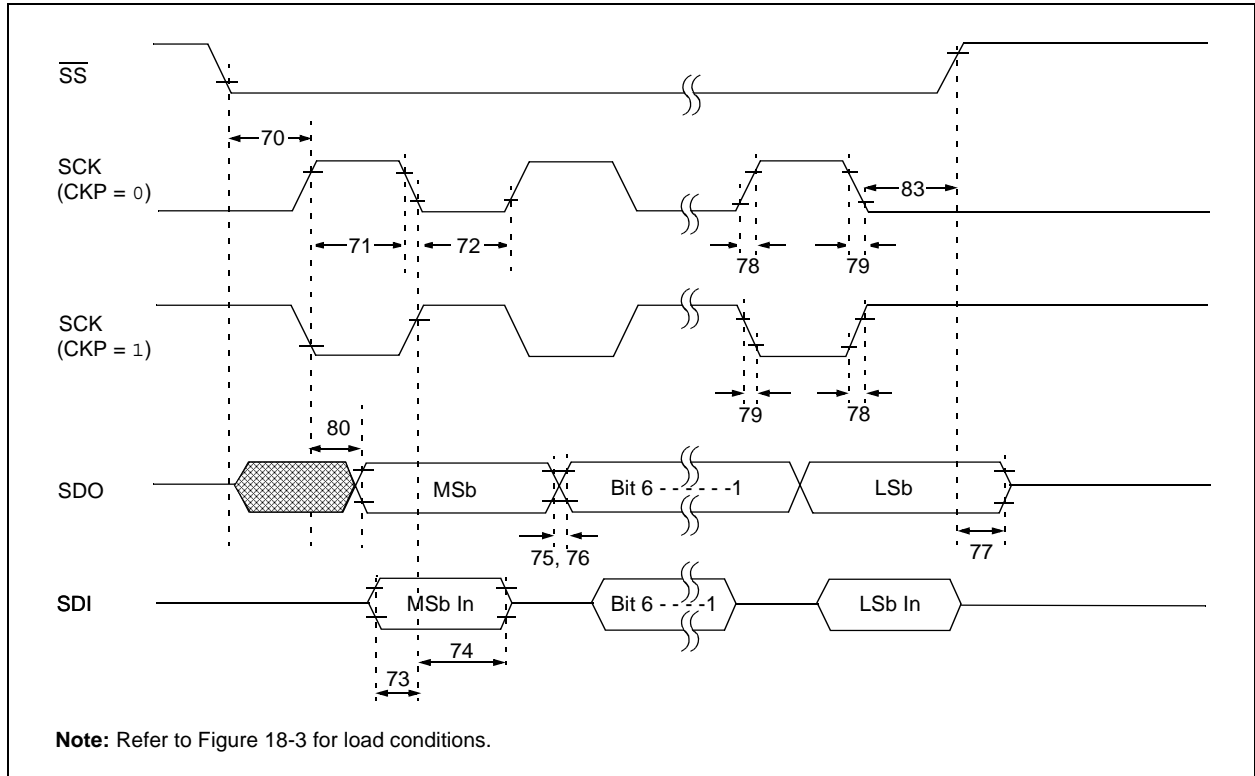 SS
70
SCK
(CKP = 0)
83
71
72
78
79
SCK
(CKP = 1)
79
78
80
SDO
MSb
Bit 6 - - - - - -1
LSb
75, 76
77
SDI
MSb In
Bit 6 - - - -1
LSb In
74
73
Note: Refer to Figure 18-3 for load conditions.